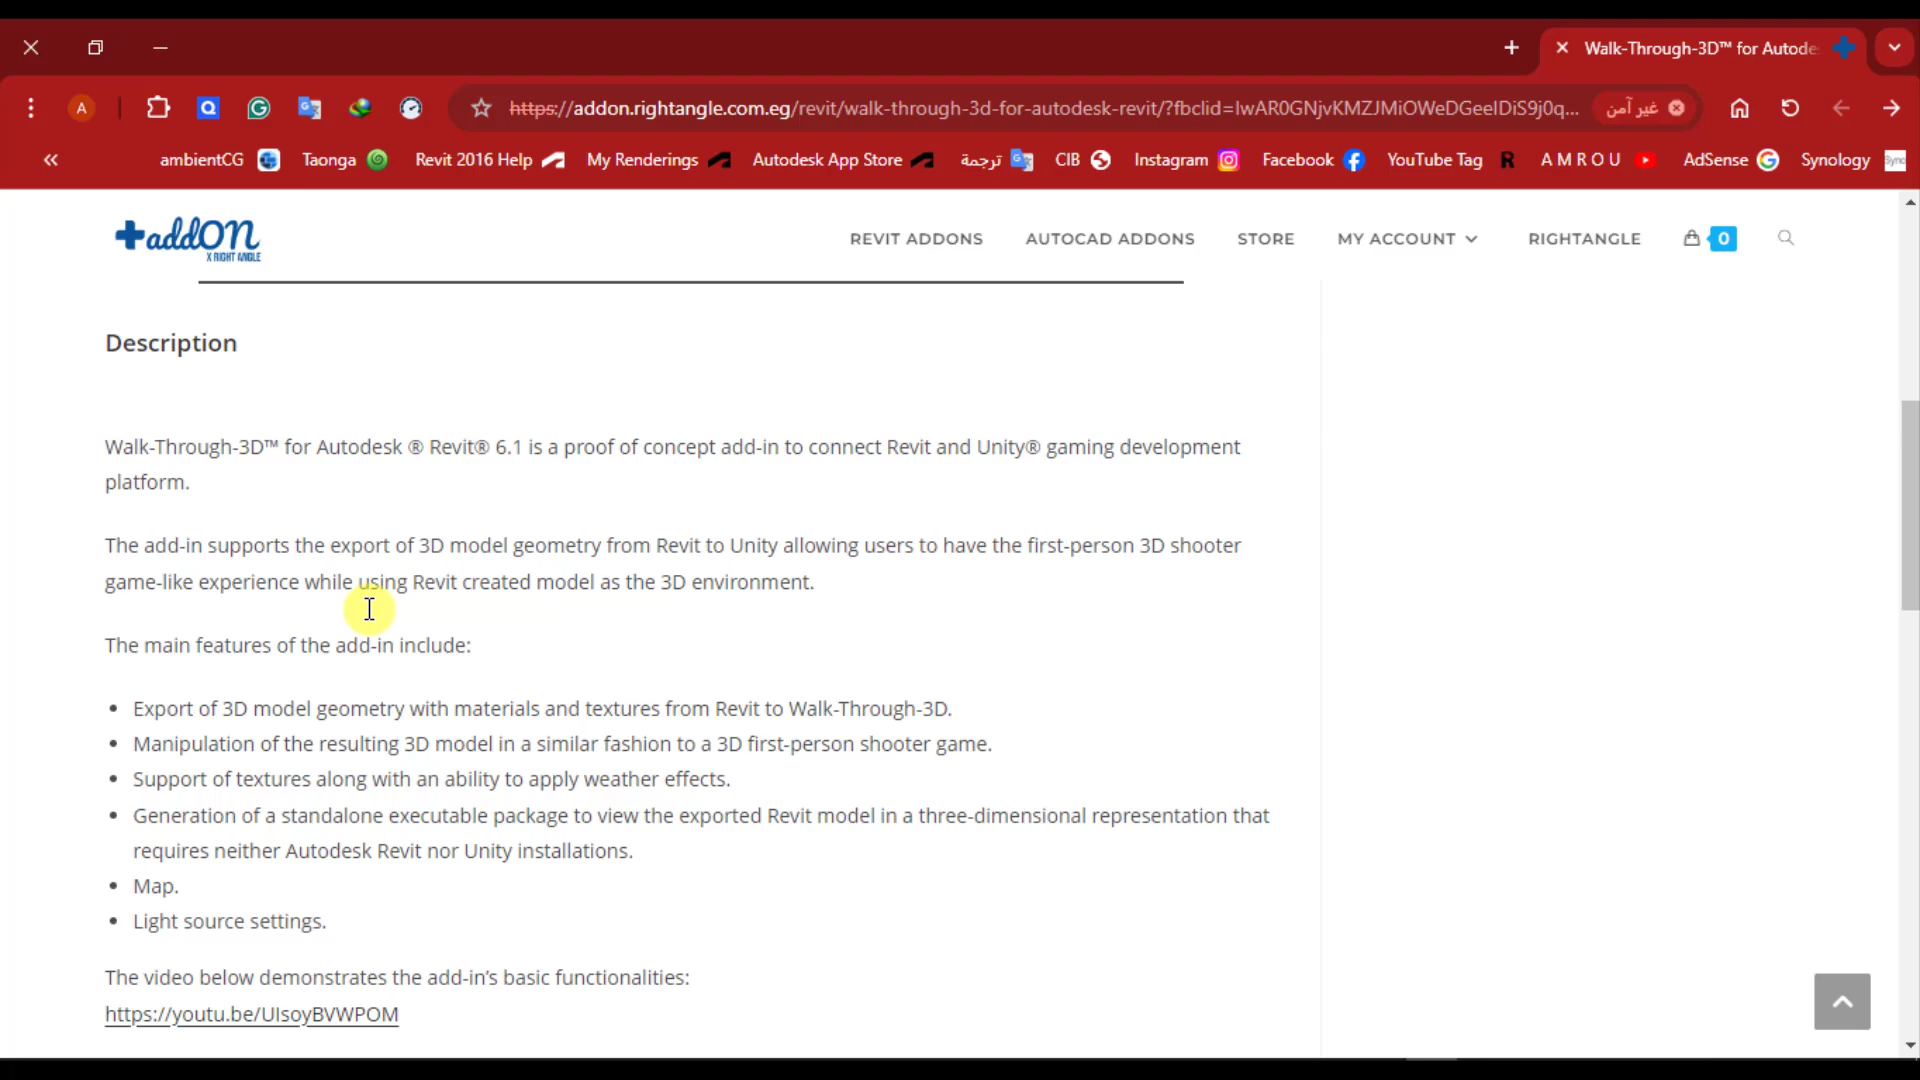 Walk-Through-3D™ for Autode
https://addon.rightangle.com.eg/revit/walk-through-3d-for-autodesk-revit/?fbclid=IwAR0GNjvKMZJMiOWeDGeeIDiS9j0q... غير آمن
ambientCG Taonga Revit 2016 Help My Renderings Autodesk App Store ترجمة CIB Instagram Facebook YouTube Tag A M R O U AdSense Synology
+addON
X RIGHT ANGLE
REVIT ADDONS AUTOCAD ADDONS STORE MY ACCOUNT RIGHTANGLE 0
Description
Walk-Through-3D™ for Autodesk ® Revit® 6.1 is a proof of concept add-in to connect Revit and Unity® gaming development
platform.
The add-in supports the export of 3D model geometry from Revit to Unity allowing users to have the first-person 3D shooter
game-like experience while using Revit created model as the 3D environment.
The main features of the add-in include:
• Export of 3D model geometry with materials and textures from Revit to Walk-Through-3D.
• Manipulation of the resulting 3D model in a similar fashion to a 3D first-person shooter game.
• Support of textures along with an ability to apply weather effects.
• Generation of a standalone executable package to view the exported Revit model in a three-dimensional representation that
requires neither Autodesk Revit nor Unity installations.
• Map.
• Light source settings.
The video below demonstrates the add-in’s basic functionalities:
https://youtu.be/UIsoyBVWPOM